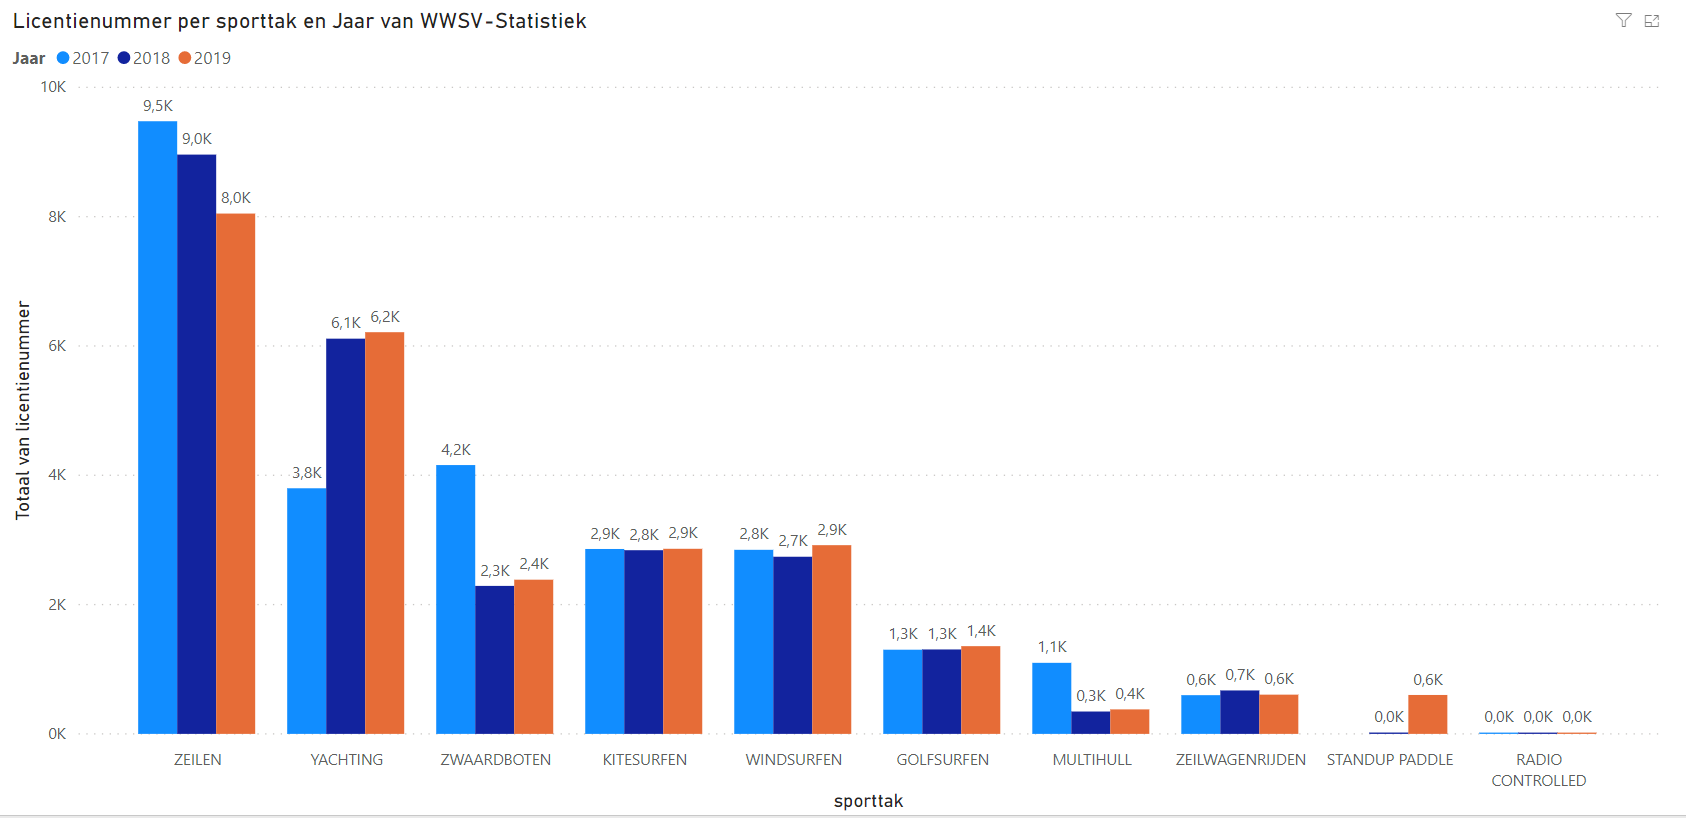 Licentienummer per sporttak en Jaar van WWSV-Statistiek
Jaar 2017 2018 2019
Totaal van licentienummer
10K
8K
6K
4K
2K
0K
9,5K 9,0K 8,0K
3,8K 6,1K 6,2K
4,2K 2,3K 2,4K
2,9K 2,8K 2,9K
2,8K 2,7K 2,9K
1,3K 1,3K 1,4K
1,1K 0,3K 0,4K
0,6K 0,7K 0,6K
0,0K 0,6K
0,0K 0,0K 0,0K
ZEILEN YACHTING ZWAARDBOTEN KITESURFEN WINDSURFEN GOLFSURFEN MULTIHULL ZEILWAGENRIJDEN STANDUP PADDLE RADIO
CONTROLLED
sporttak